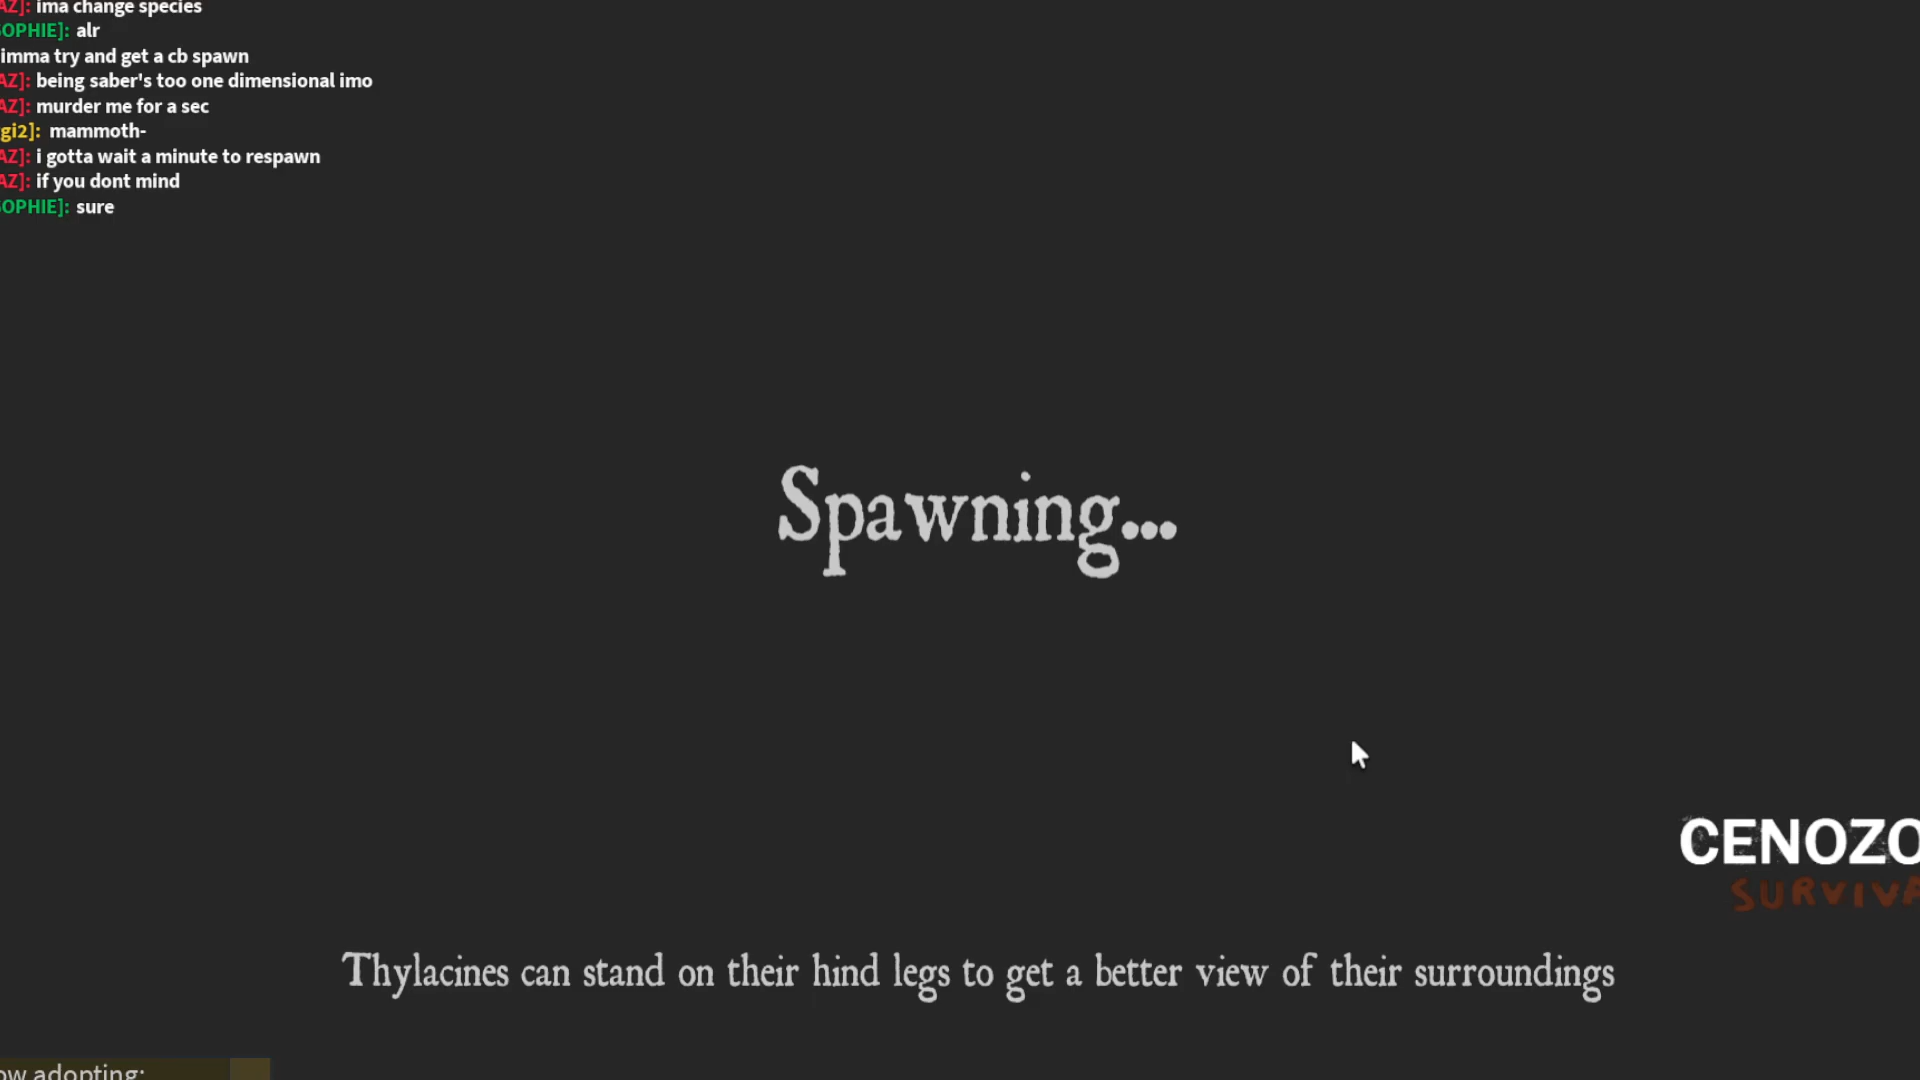 AZ]: ima change species
SOPHIE]: alr
imma try and get a cb spawn
AZ]: being saber's too one dimensional imo
AZ]: murder me for a sec
gi2]: mammoth-
AZ]: i gotta wait a minute to respawn
AZ]: if you dont mind
SOPHIE]: sure
Spawning...
CENOZO
SURVIVA
Thylacines can stand on their hind legs to get a better view of their surroundings
ow adopting: